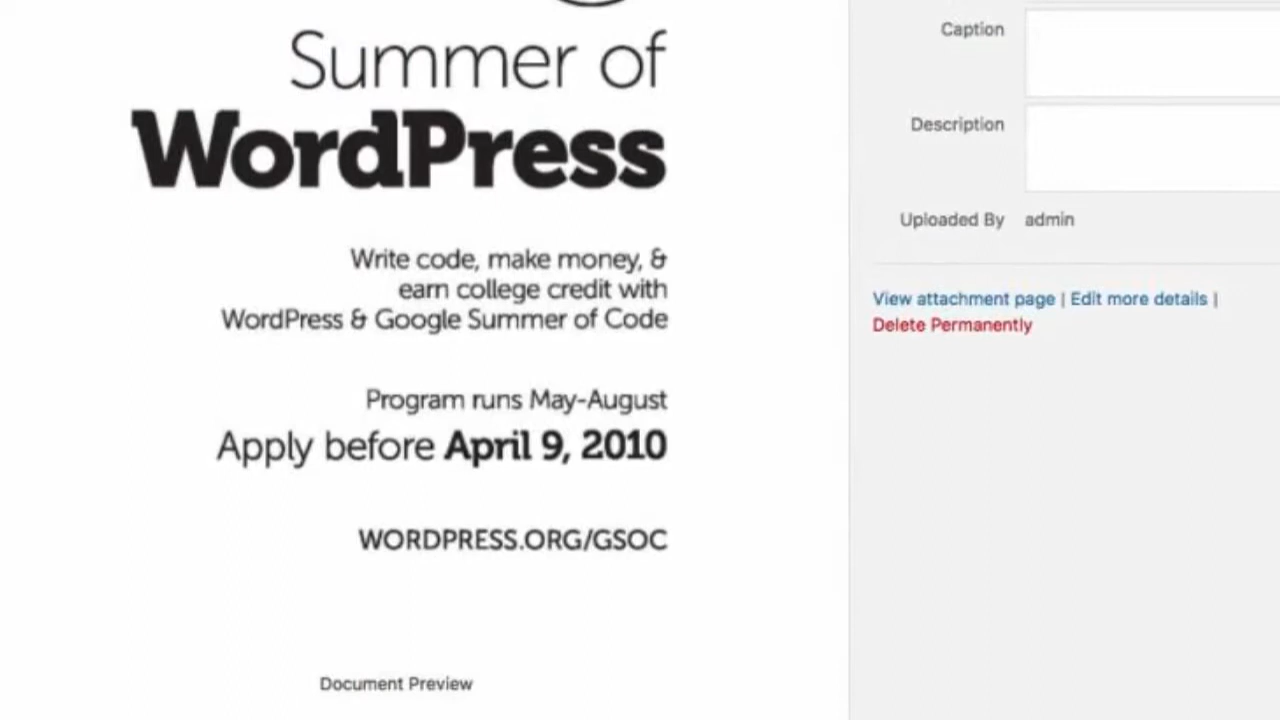 Summer of
WordPress
Write code, make money, &
earn college credit with
WordPress & Google Summer of Code
Program runs May-August
Apply before April 9, 2010
WORDPRESS.ORG/GSOC
Document Preview
Caption
Description
Uploaded By admin
View attachment page | Edit more details |
Delete Permanently